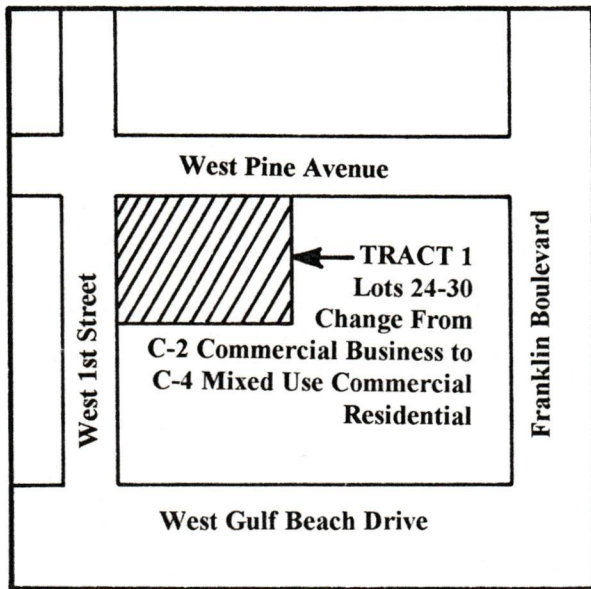 West Pine Avenue
TRACT 1
Lots 24-30
Change From
C-2 Commercial Business to
C-4 Mixed Use Commercial
Residential
West 1st Street
Franklin Boulevard
West Gulf Beach Drive